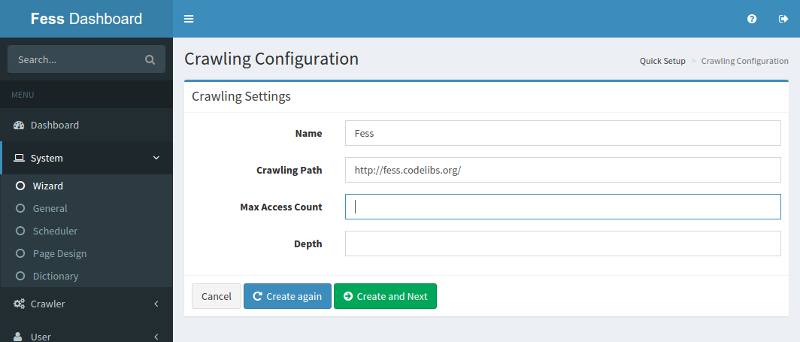 Fess Dashboard
Search...
MENU
Dashboard
System
Wizard
General
Scheduler
Page Design
Dictionary
Crawler
User
Crawling Configuration
Quick Setup > Crawling Configuration
Crawling Settings
Name Fess
Crawling Path http://fess.codelibs.org/
Max Access Count
Depth
Cancel Create again Create and Next